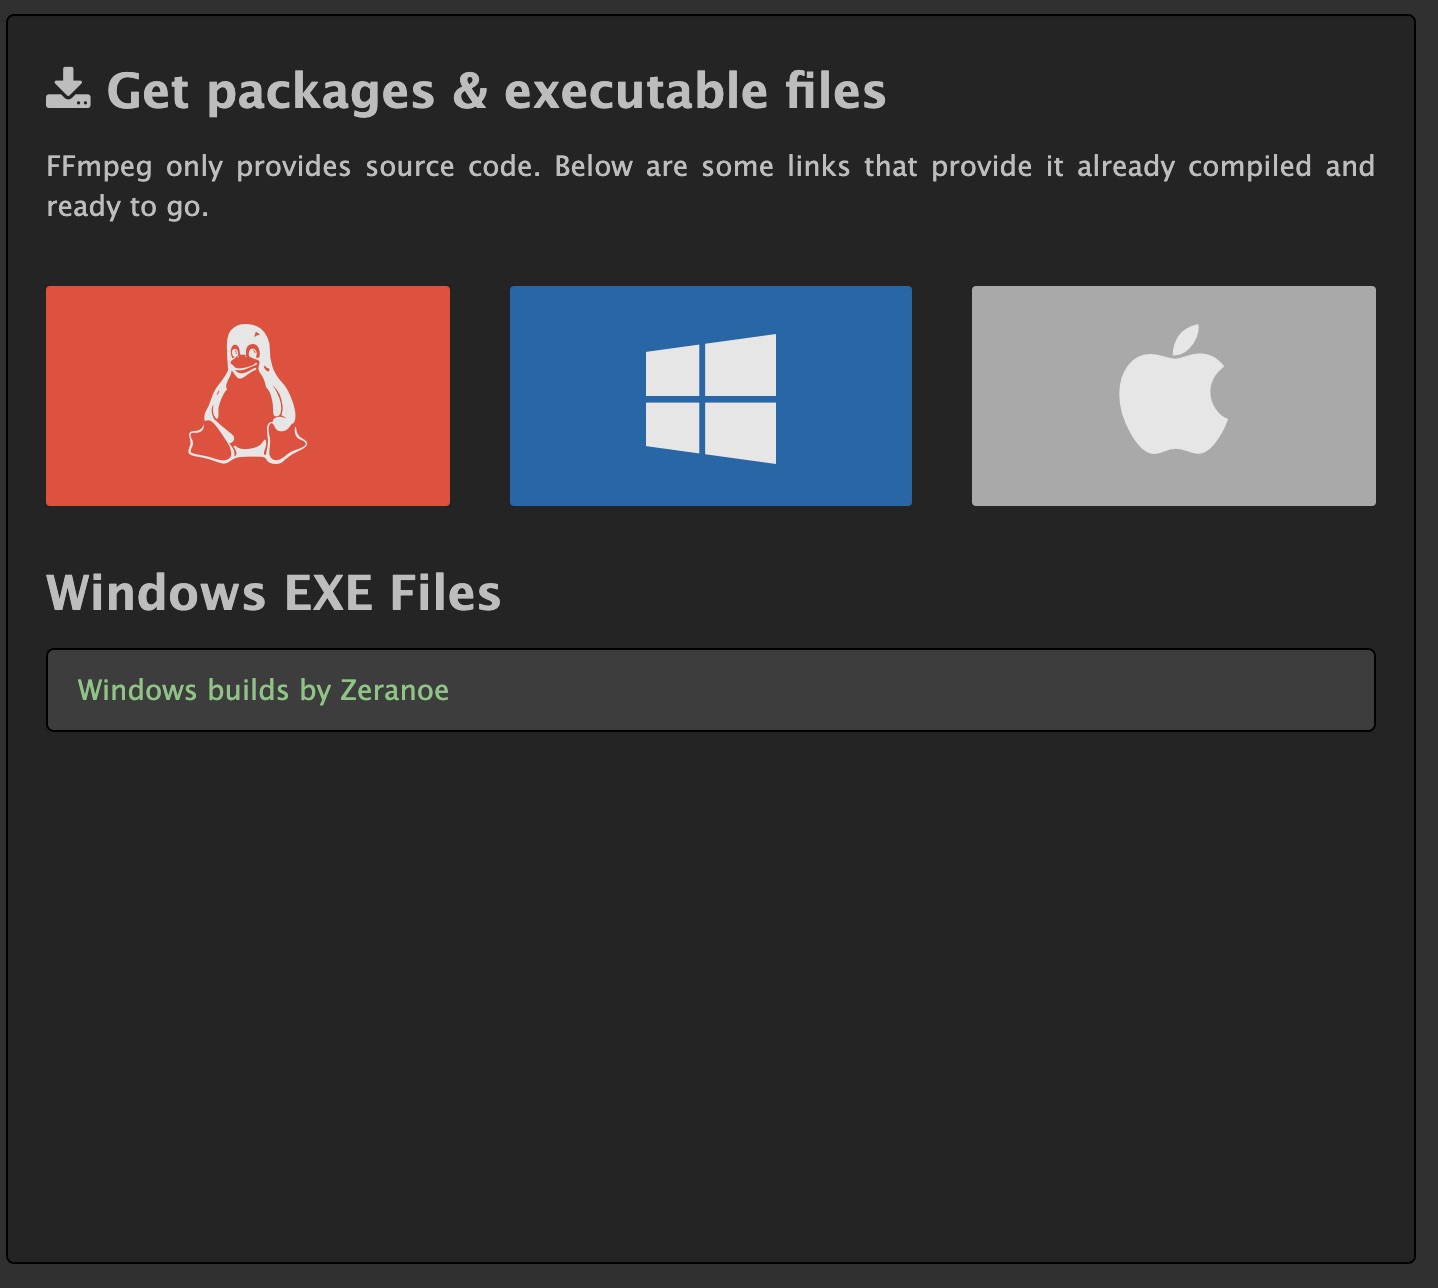 Get packages & executable files
FFmpeg only provides source code. Below are some links that provide it already compiled and
ready to go.
Windows EXE Files
Windows builds by Zeranoe